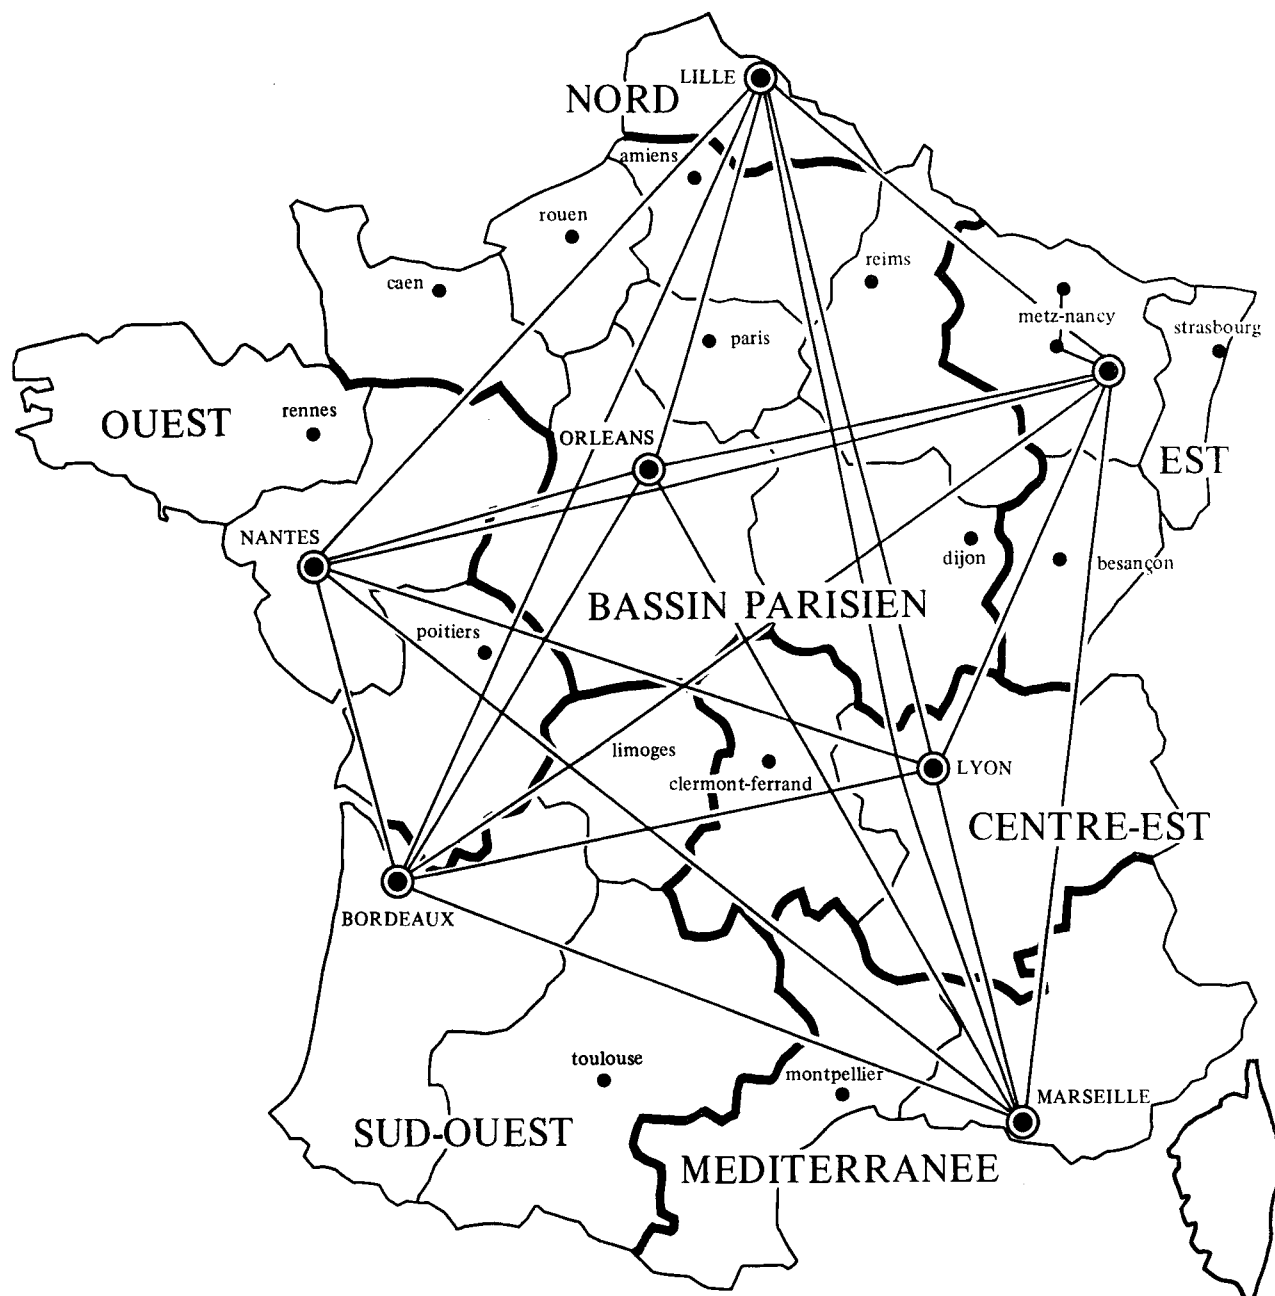 LILLE
NORD
amiens
rouen
reims
caen
metz-nancy
strasbourg
paris
rennes
OUEST
ORLEANS
EST
NANTES
dijon
besançon
BASSIN PARISIEN
poitiers
limoges
LYON
clermont-ferrand
CENTRE-EST
BORDEAUX
toulouse
montpellier
MARSEILLE
SUD-OUEST
MEDITERRANEE